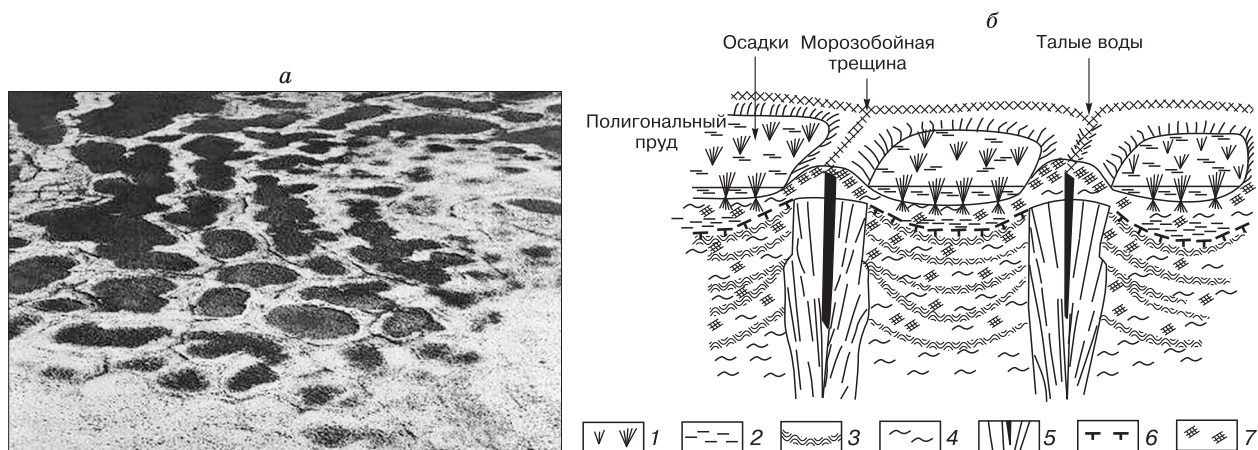 а
б
Осадки
Морозобойная
трещина
Талые воды
Полигональный
пруд
1
2
3
4
5
6
7